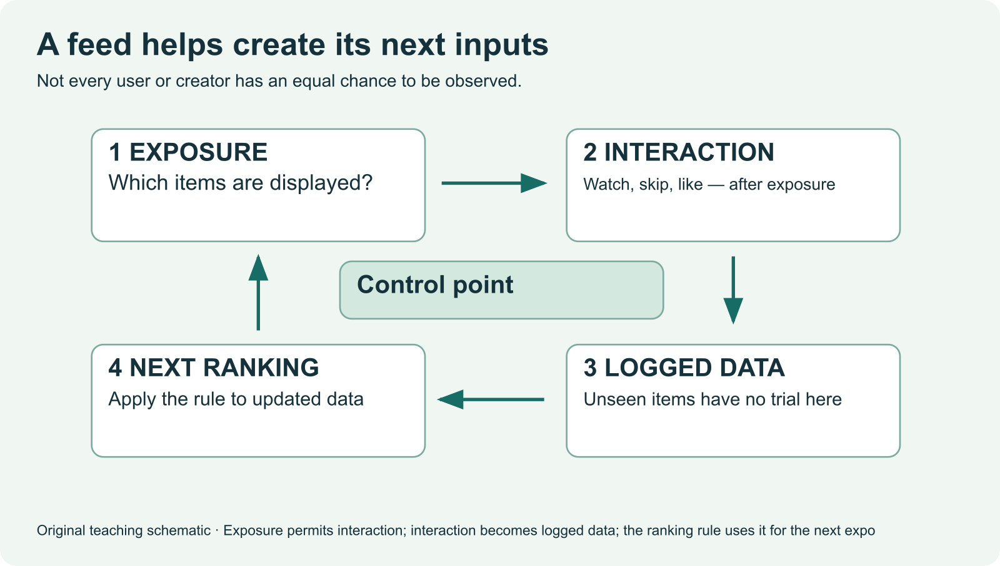 A feed helps create its next inputs
Not every user or creator has an equal chance to be observed.
1 EXPOSURE
Which items are displayed?
2 INTERACTION
Watch, skip, like — after exposure
Control point
4 NEXT RANKING
Apply the rule to updated data
3 LOGGED DATA
Unseen items have no trial here
Original teaching schematic · Exposure permits interaction; interaction becomes logged data; the ranking rule uses it for the next expo